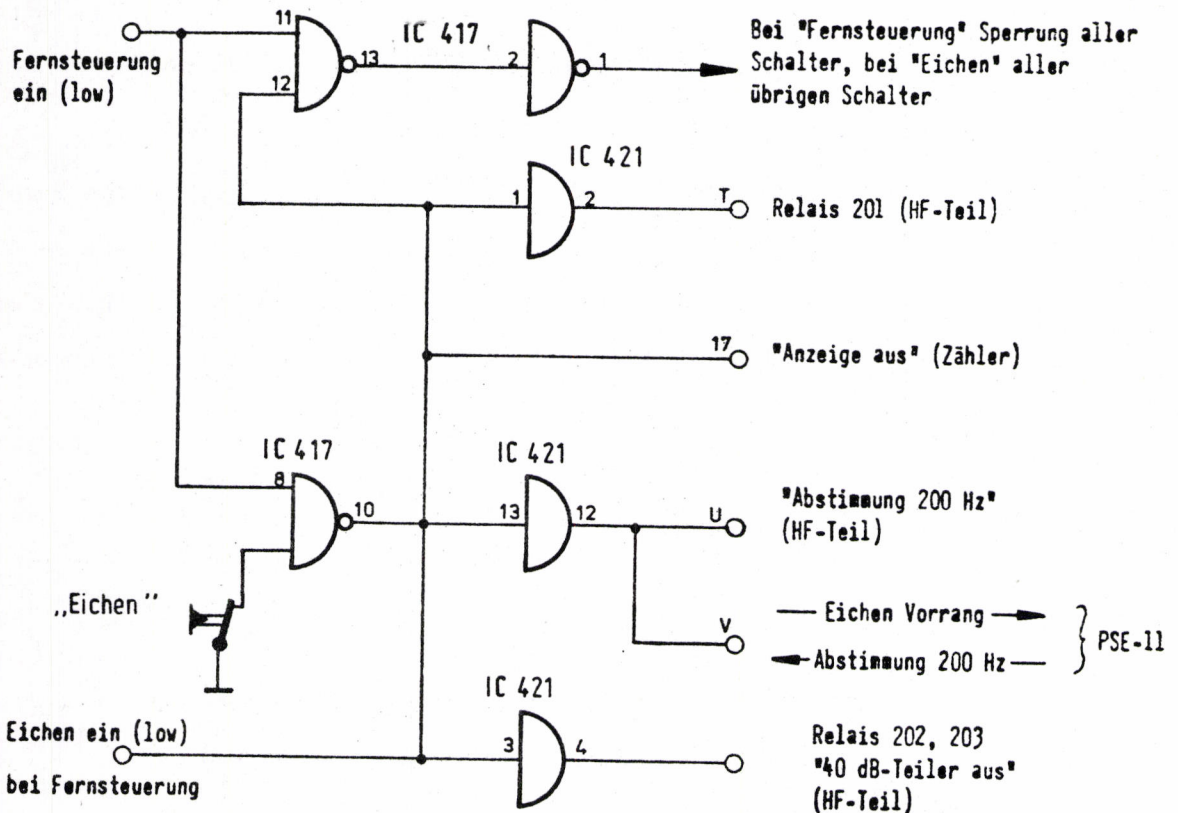 11
IC 417
Fernsteuerung
ein (low)
13
2
1
12
Bei "Fernsteuerung" Sperrung aller
Schalter, bei "Eichen" aller
übrigen Schalter
IC 421
1
2
T
Relais 201 (HF-Teil)
17
"Anzeige aus" (Zähler)
IC 417
IC 421
8
10
13
12
U
"Abstimmung 200 Hz"
(HF-Teil)
„Eichen”
V
Eichen Vorrang
Abstimmung 200 Hz
PSE-11
IC 421
Eichen ein (low)
bei Fernsteuerung
3
4
Relais 202, 203
"40 dB-Teiler aus"
(HF-Teil)